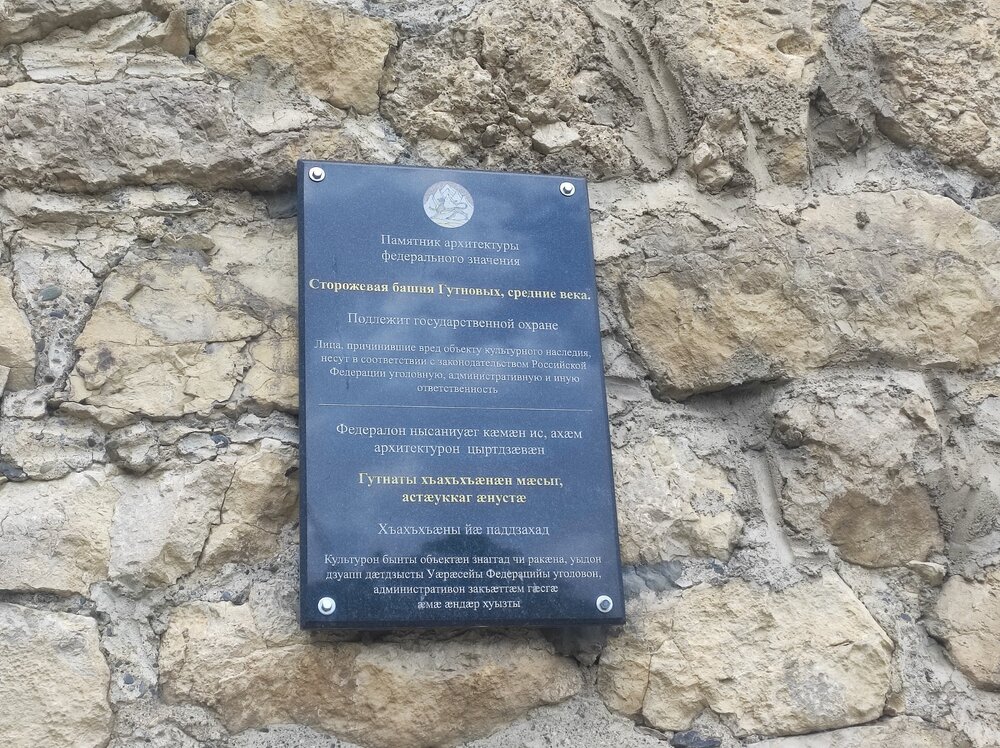 Памятник архитектуры
федерального значения
Сторожевая башня Гутновых, средние века.
Подлежит государственной охране
Лица, причинившие вред объекту культурного наследия,
несут в соответствии с законодательством Российской
Федерации уголовную, административную и иную
ответственность
Федералон нысаниуæг кæмæн ис, ахæм
архитектурон цыртдзæвæн
Гутнаты хъахъхъæнæн мæсыг,
астæуккаг æнустæ
Хъахъхъæны йæ паддзахад
Культурон бынты объектæн знаггад чи ракæна, уыдон
дзуапп дæтдзысты Уæрæсейы Федерацийы уголовон,
административон закъæттæм гæсгæ
æмæ æндæр хуызты